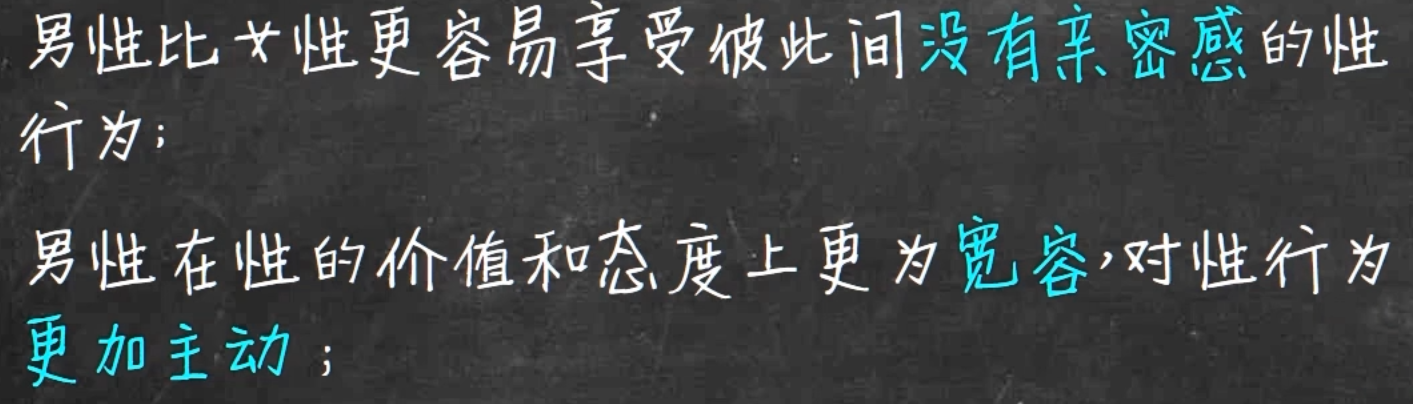 男性比女性更容易享受彼此间没有亲密感的性
行为;
男性在性的价值和态度上更为宽容,对性行为
更加主动;